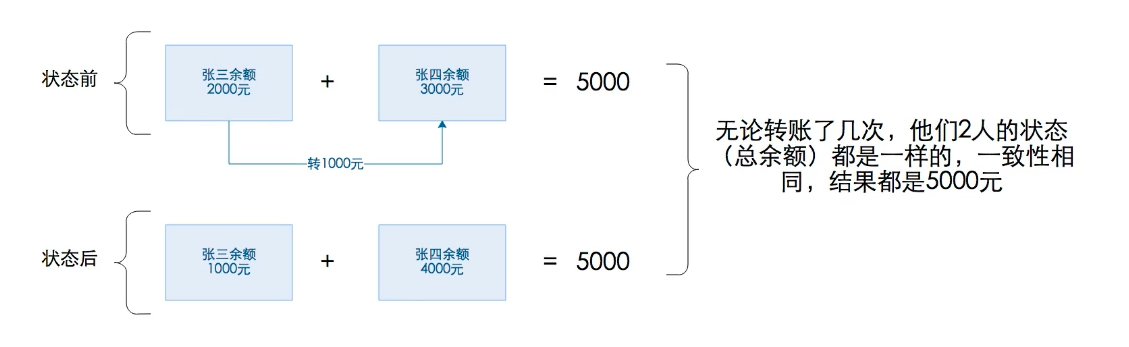 状态前
张三余额
2000元
+
张四余额
3000元
= 5000
转1000元
无论转账了几次，他们2人的状态
（总余额）都是一样的，一致性相
同，结果都是5000元
状态后
张三余额
1000元
+
张四余额
4000元
= 5000